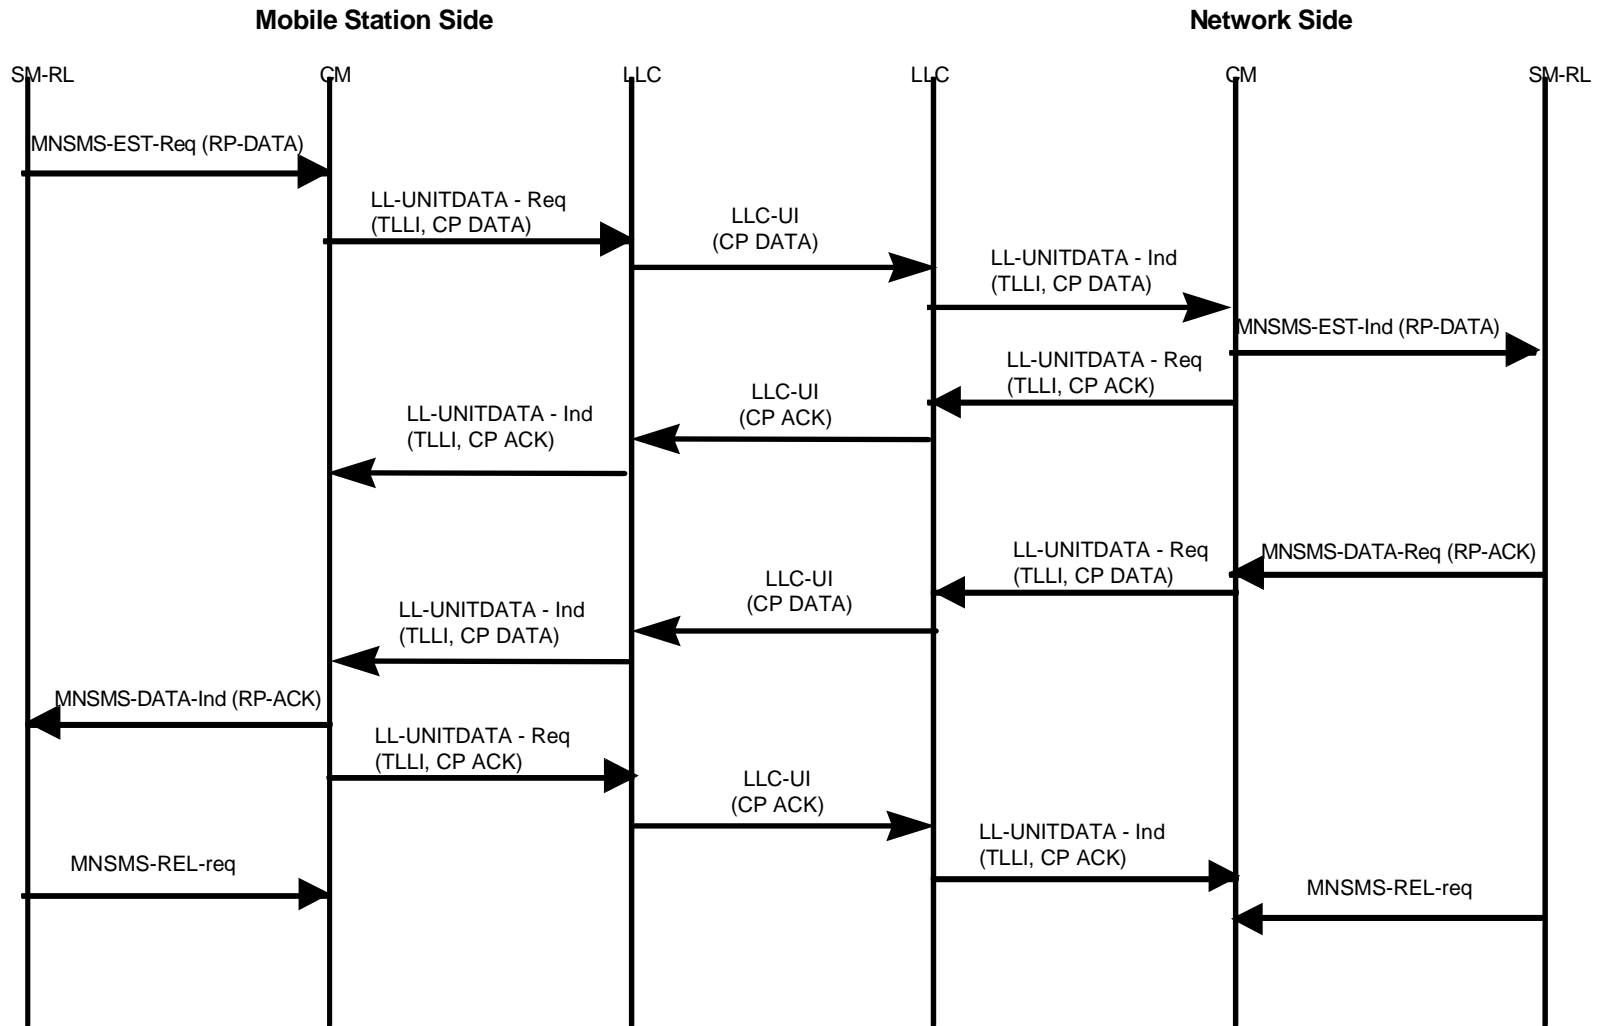 Mobile Station Side
Network Side
SM-RL
CM
LLC
LLC
CM
SM-RL
MNSMS-EST-Req (RP-DATA)
LL-UNITDATA - Req
(TLLI, CP DATA)
LLC-UI
(CP DATA)
LL-UNITDATA - Ind
(TLLI, CP DATA)
MNSMS-EST-Ind (RP-DATA)
LL-UNITDATA - Req
(TLLI, CP ACK)
LLC-UI
(CP ACK)
LL-UNITDATA - Ind
(TLLI, CP ACK)
MNSMS-DATA-Req (RP-ACK)
LL-UNITDATA - Req
(TLLI, CP DATA)
LLC-UI
(CP DATA)
LL-UNITDATA - Ind
(TLLI, CP DATA)
MNSMS-DATA-Ind (RP-ACK)
LL-UNITDATA - Req
(TLLI, CP ACK)
LLC-UI
(CP ACK)
LL-UNITDATA - Ind
(TLLI, CP ACK)
MNSMS-REL-req
MNSMS-REL-req